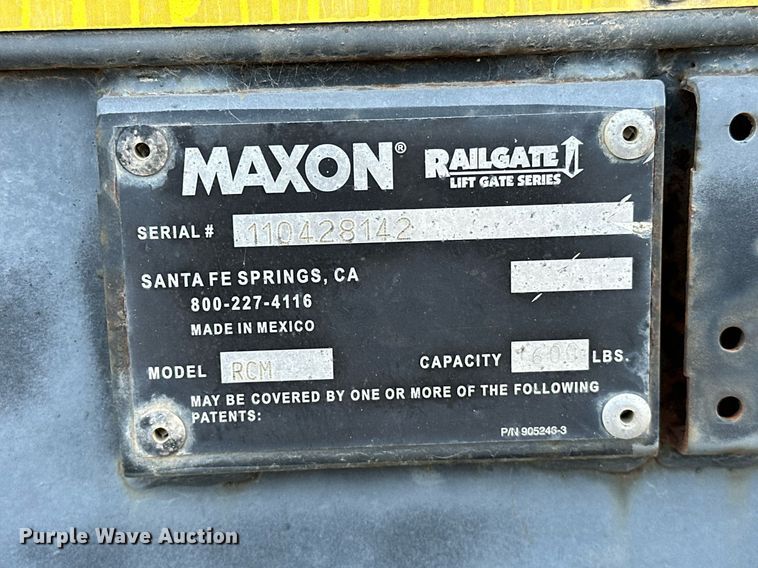 MAXON® RAILGATE
LIFT GATE SERIES
SERIAL # 110428142
SANTA FE SPRINGS, CA
800-227-4116
MADE IN MEXICO
MODEL RCM CAPACITY 1600 LBS.
MAY BE COVERED BY ONE OR MORE OF THE FOLLOWING
PATENTS:
P/N 905246-3
Purple Wave Auction